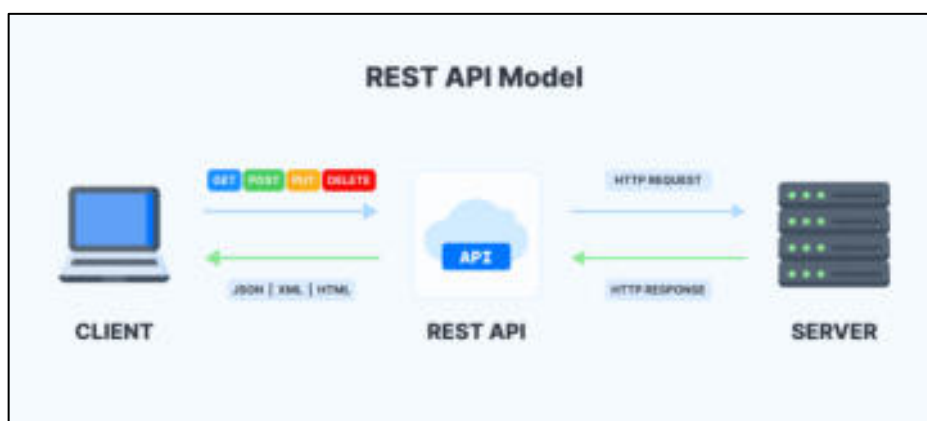 REST API Model
GET POST PUT DELETE
HTTP REQUEST
API
JSON | XML | HTML
HTTP RESPONSE
CLIENT
REST API
SERVER